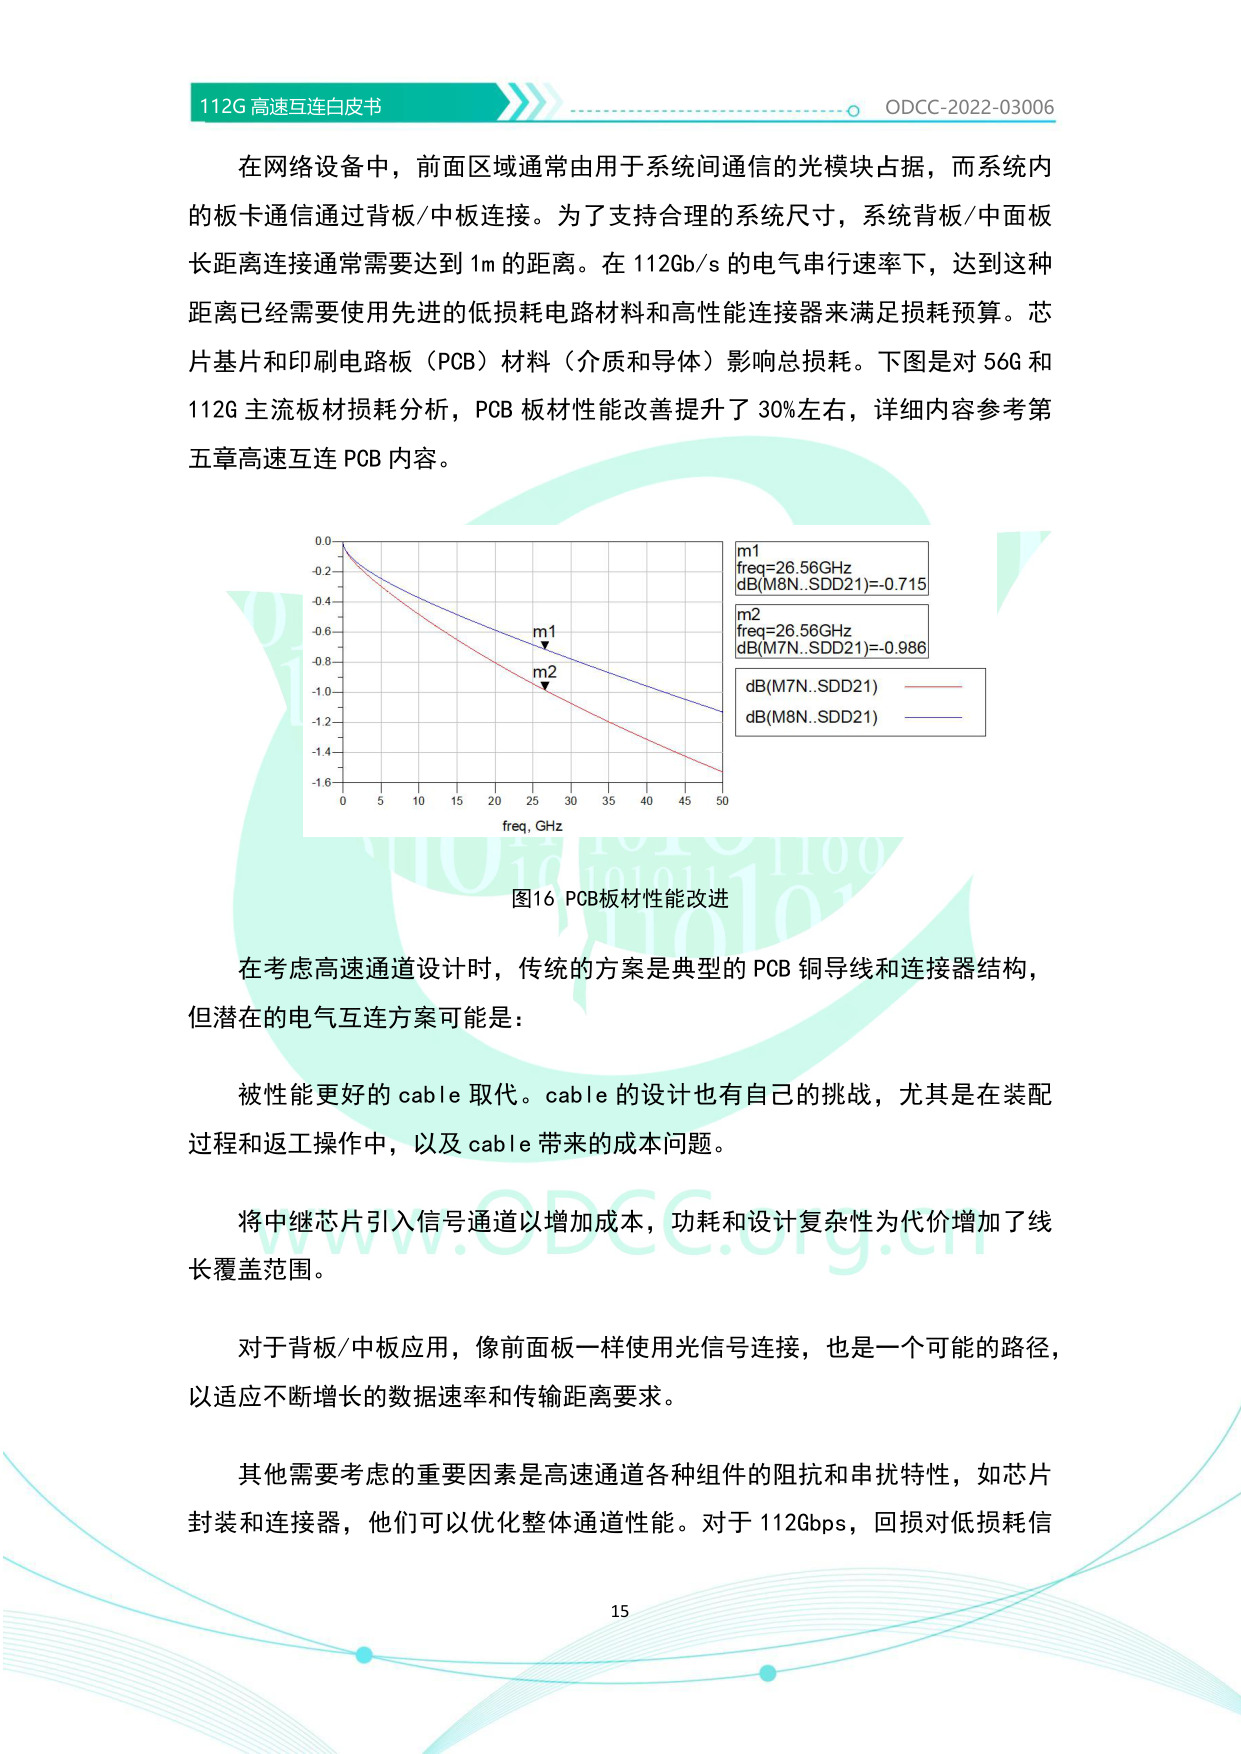 112G 高速互连白皮书
ODCC-2022-03006
在网络设备中，前面区域通常由用于系统间通信的光模块占据，而系统内
的板卡通信通过背板/中板连接。为了支持合理的系统尺寸，系统背板/中面板
长距离连接通常需要达到 1m 的距离。在 112Gb/s 的电气串行速率下，达到这种
距离已经需要使用先进的低损耗电路材料和高性能连接器来满足损耗预算。芯
片基片和印刷电路板（PCB）材料（介质和导体）影响总损耗。下图是对 56G 和
112G 主流板材损耗分析，PCB 板材性能改善提升了 30%左右，详细内容参考第
五章高速互连 PCB 内容。
0.0
-0.2
-0.4
-0.6
-0.8
-1.0
-1.2
-1.4
-1.6
m1
m2
0 5 10 15 20 25 30 35 40 45 50
freq, GHz
m1
freq=26.56GHz
dB(M8N..SDD21)=-0.715
m2
freq=26.56GHz
dB(M7N..SDD21)=-0.986
dB(M7N..SDD21)
dB(M8N..SDD21)
图16 PCB板材性能改进
在考虑高速通道设计时，传统的方案是典型的 PCB 铜导线和连接器结构，
但潜在的电气互连方案可能是：
被性能更好的 cable 取代。cable 的设计也有自己的挑战，尤其是在装配
过程和返工操作中，以及 cable 带来的成本问题。
www.ODCC.org.cn
将中继芯片引入信号通道以增加成本，功耗和设计复杂性为代价增加了线
长覆盖范围。
对于背板/中板应用，像前面板一样使用光信号连接，也是一个可能的路径，
以适应不断增长的数据速率和传输距离要求。
其他需要考虑的重要因素是高速通道各种组件的阻抗和串扰特性，如芯片
封装和连接器，他们可以优化整体通道性能。对于 112Gbps，回损对低损耗信
15